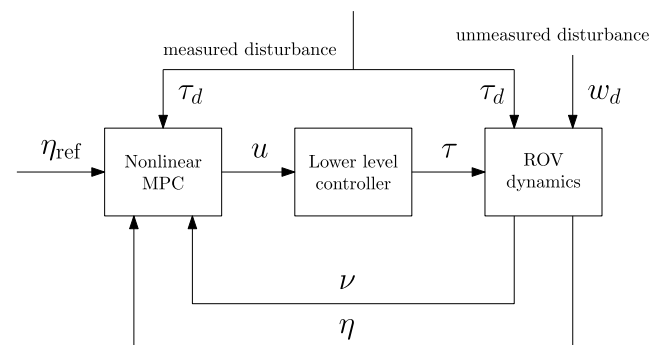 unmeasured disturbance
measured disturbance
τ_d
τ_d
w_d
η_ref
Nonlinear
MPC
u
Lower level
controller
τ
ROV
dynamics
ν
η